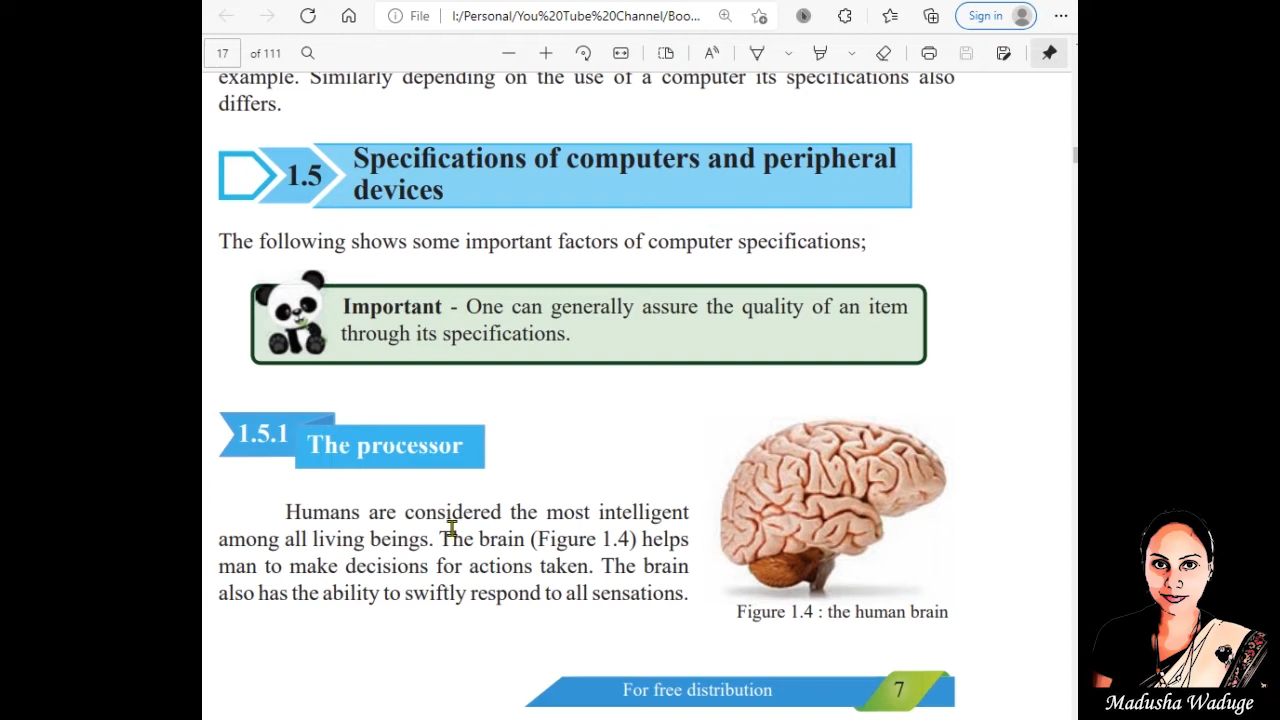 File
I:/Personal/You%20Tube%20Channel/Boo...
Sign in
17
of 111
example. Similarly depending on the use of a computer its specifications also
differs.
1.5
Specifications of computers and peripheral
devices
The following shows some important factors of computer specifications;
Important - One can generally assure the quality of an item
through its specifications.
1.5.1
The processor
Humans are considered the most intelligent
among all living beings. The brain (Figure 1.4) helps
man to make decisions for actions taken. The brain
also has the ability to swiftly respond to all sensations.
Figure 1.4 : the human brain
For free distribution
7
Madusha Waduge